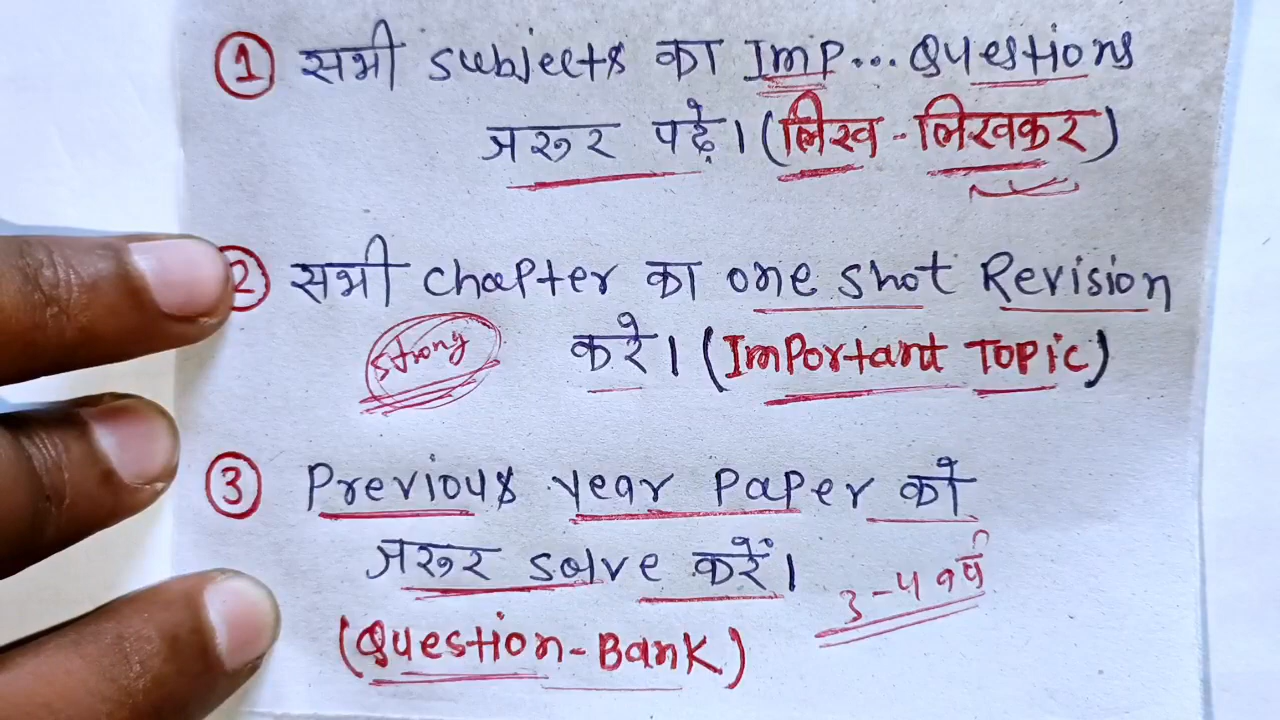 ① सभी subjects का Imp... Questions
जरुर पढ़े। (लिख - लिखकर)
② सभी chapter का one shot Revision
strong करे। (Important Topic)
③ Previous year Paper को
जरुर solve करें।
3-4 वर्ष
(Question-Bank)